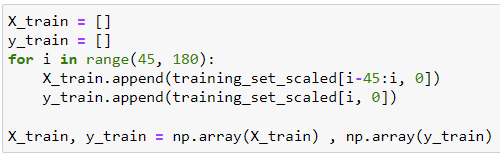 X_train = []
y_train = []
for i in range(45, 180):
    X_train.append(training_set_scaled[i-45:i, 0])
    y_train.append(training_set_scaled[i, 0])

X_train, y_train = np.array(X_train) , np.array(y_train)